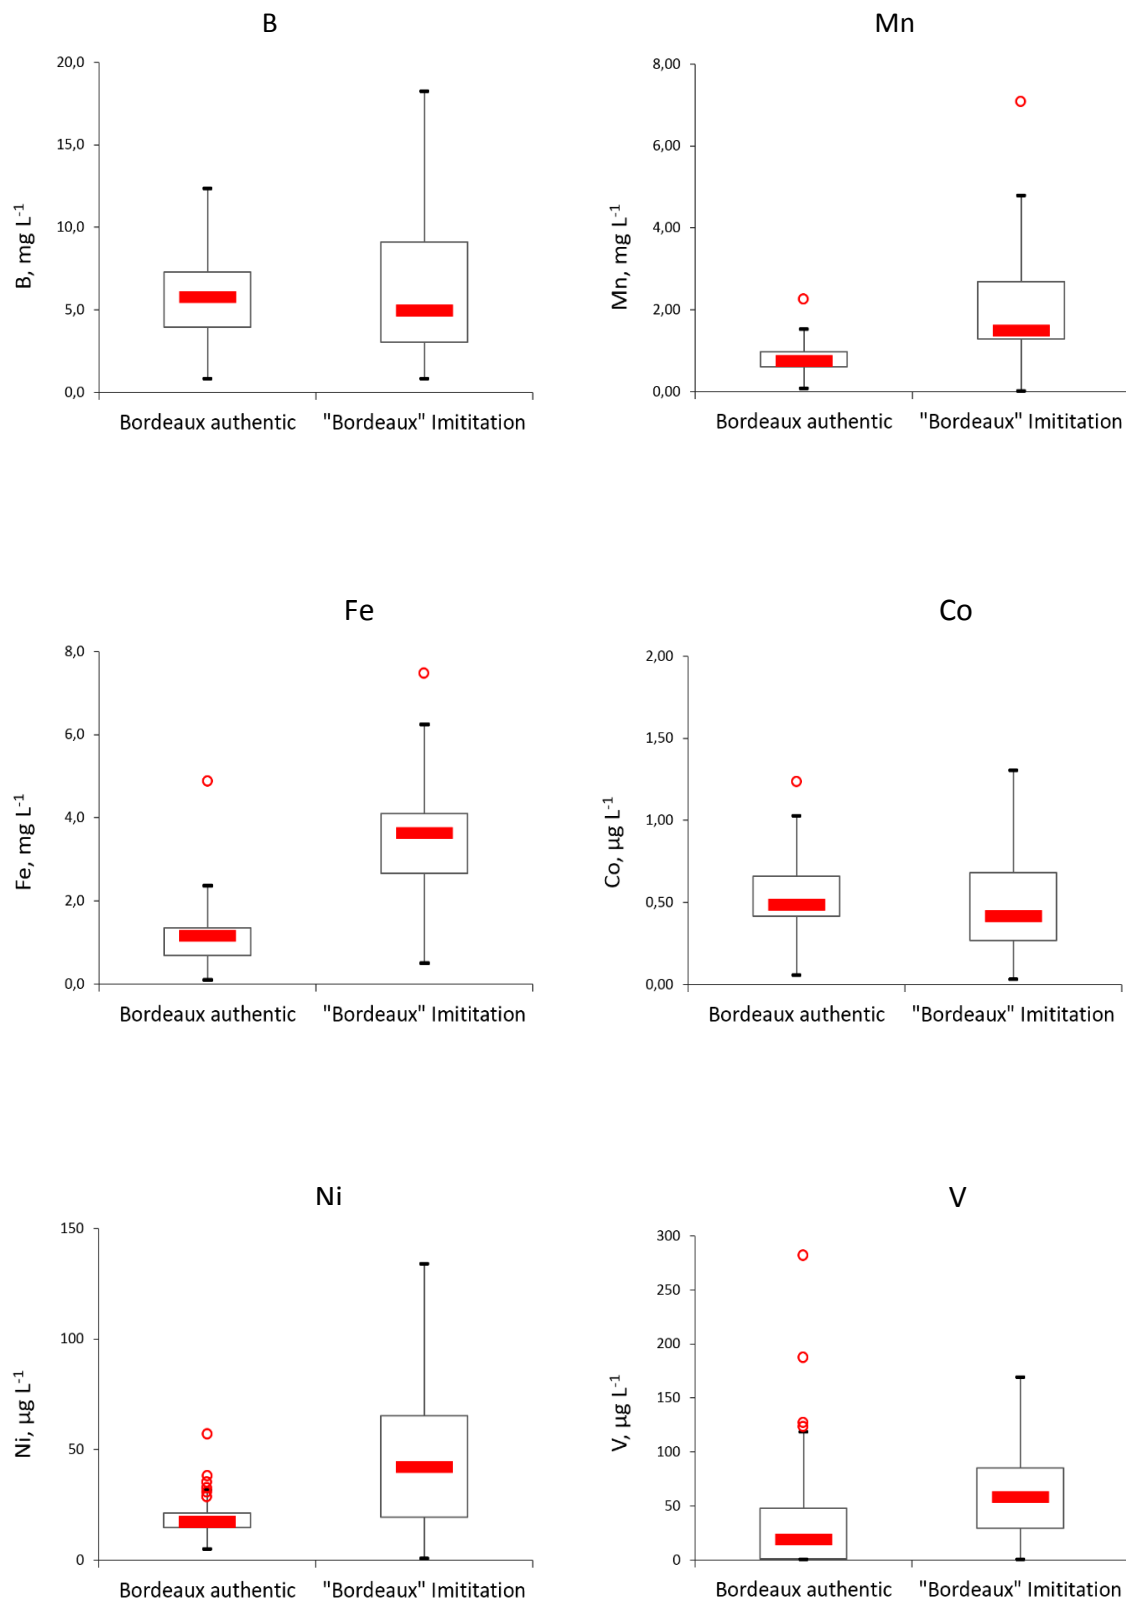 B
20,0
15,0
10,0
5,0
0,0
B, mg L-1
Bordeaux authentic
"Bordeaux" Imititation
Mn
8,00
6,00
4,00
2,00
0,00
Mn, mg L-1
Bordeaux authentic
"Bordeaux" Imititation
Fe
8,0
6,0
4,0
2,0
0,0
Fe, mg L-1
Bordeaux authentic
"Bordeaux" Imititation
Co
2,00
1,50
1,00
0,50
0,00
Co, µg L-1
Bordeaux authentic
"Bordeaux" Imititation
Ni
150
100
50
0
Ni, µg L-1
Bordeaux authentic
"Bordeaux" Imititation
V
300
250
200
150
100
50
0
V, µg L-1
Bordeaux authentic
"Bordeaux" Imititation